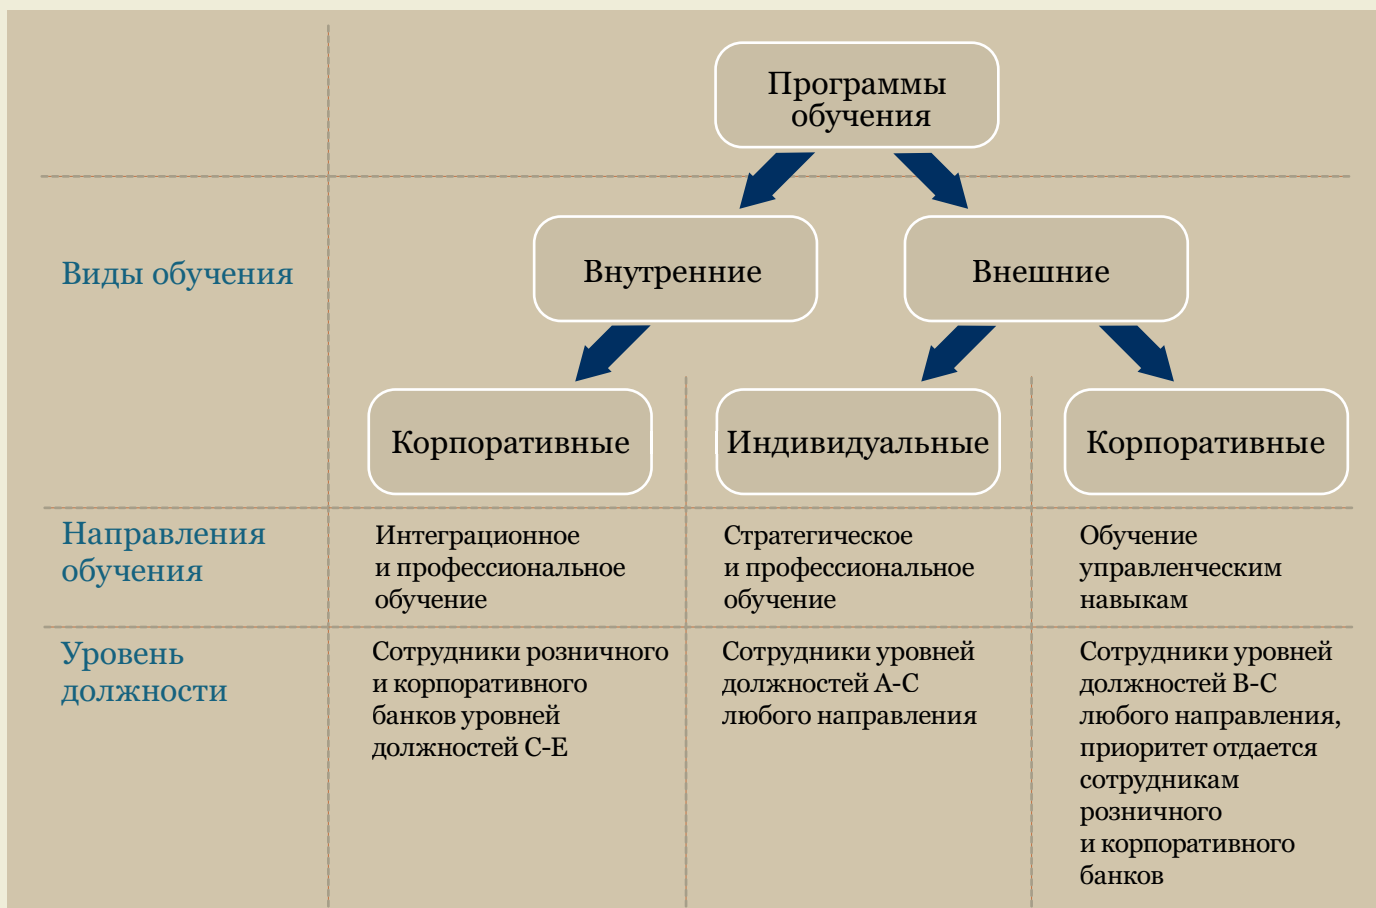 Программы
обучения
Виды обучения
Внутренние
Внешние
Корпоративные
Индивидуальные
Корпоративные
Направления
обучения
Интеграционное
и профессиональное
обучение
Стратегическое
и профессиональное
обучение
Обучение
управленческим
навыкам
Уровень
должности
Сотрудники розничного
и корпоративного
банков уровней
должностей С-Е
Сотрудники уровней
должностей А-С
любого направления
Сотрудники уровней
должностей В-С
любого направления,
приоритет отдается
сотрудникам
розничного
и корпоративного
банков